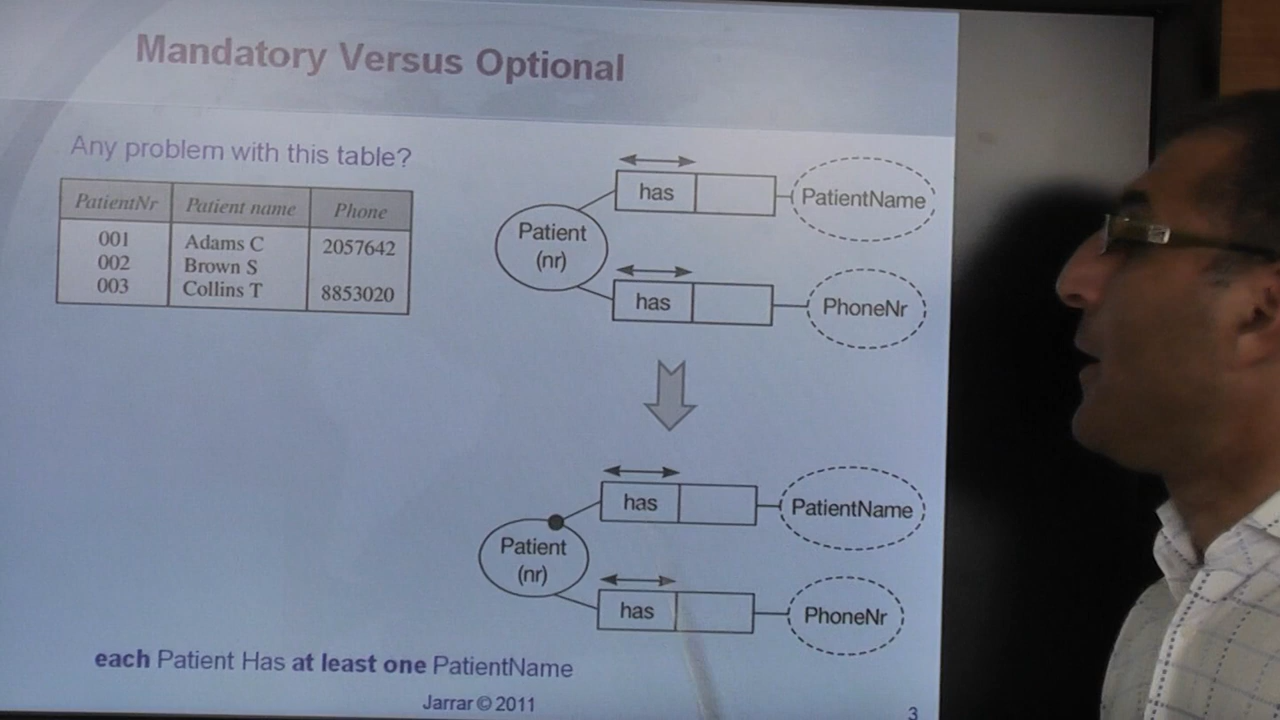 Mandatory Versus Optional
Any problem with this table?
PatientNr Patient name Phone
001 Adams C 2057642
002 Brown S
003 Collins T 8853020
has PatientName
Patient
(nr)
has PhoneNr
has PatientName
Patient
(nr)
has PhoneNr
each Patient Has at least one PatientName
Jarrar © 2011
3